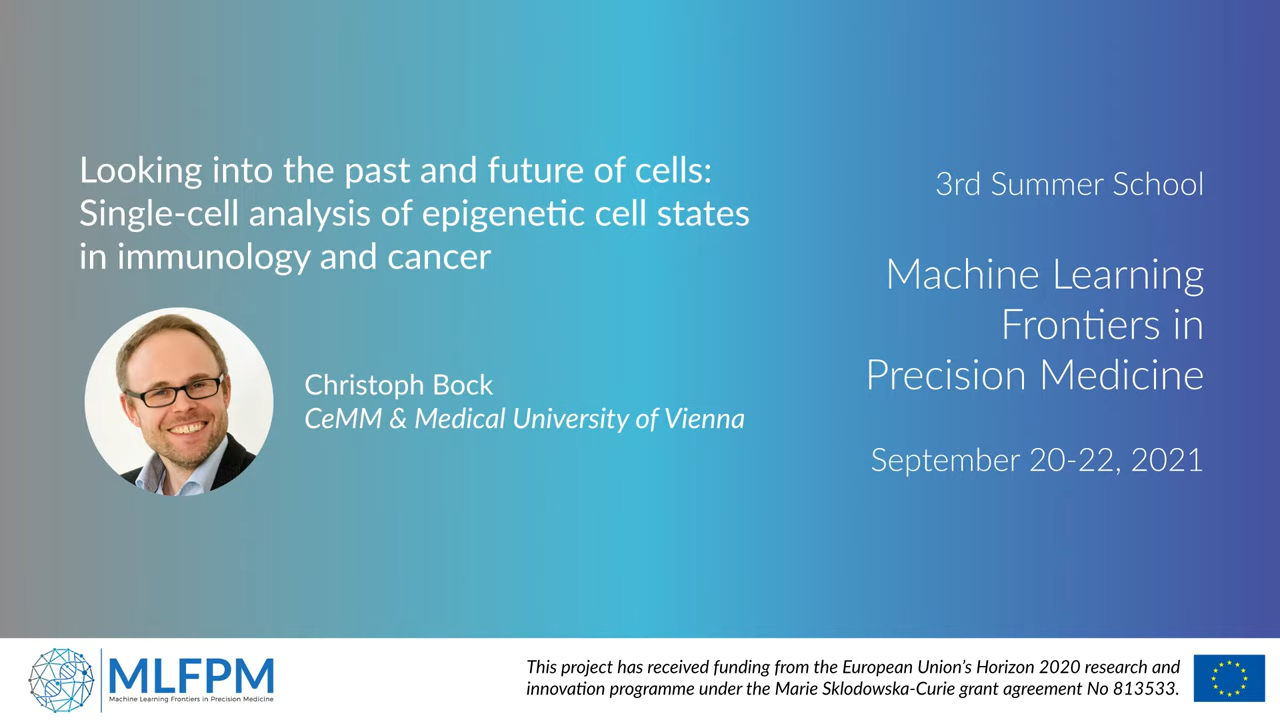 Looking into the past and future of cells:
Single-cell analysis of epigenetic cell states
in immunology and cancer
Christoph Bock
CeMM & Medical University of Vienna
3rd Summer School
Machine Learning
Frontiers in
Precision Medicine
September 20-22, 2021
MLFPM
Machine Learning Frontiers in Precision Medicine
This project has received funding from the European Union's Horizon 2020 research and
innovation programme under the Marie Sklodowska-Curie grant agreement No 813533.